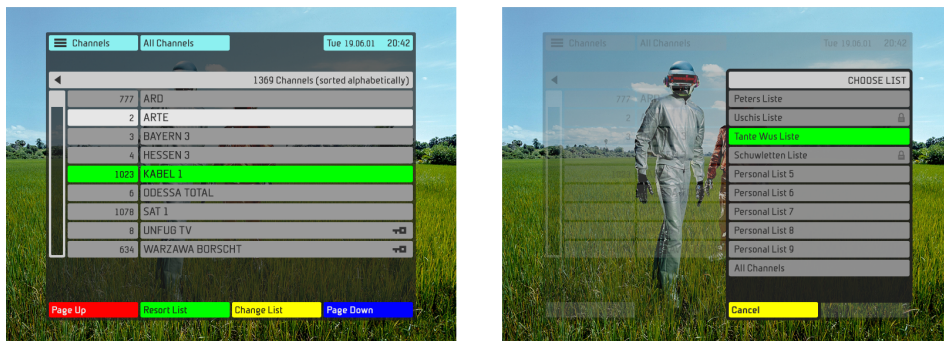 Channels
All Channels
Tue 19.06.01 20:42
1369 Channels (sorted alphabetically)
777 ARD
2 ARTE
3 BAYERN 3
4 HESSEN 3
1023 KABEL 1
6 ODESSA TOTAL
1078 SAT 1
8 UNFUG TV
634 WARZAWA BORSCHT
Page Up
Resort List
Change List
Page Down
Channels
All Channels
Tue 19.06.01 20:42
777
2
CHOOSE LIST
Peters Liste
Uschis Liste
Tante Wus Liste
Schuwletten Liste
Personal List 5
Personal List 6
Personal List 7
Personal List 8
Personal List 9
All Channels
Cancel